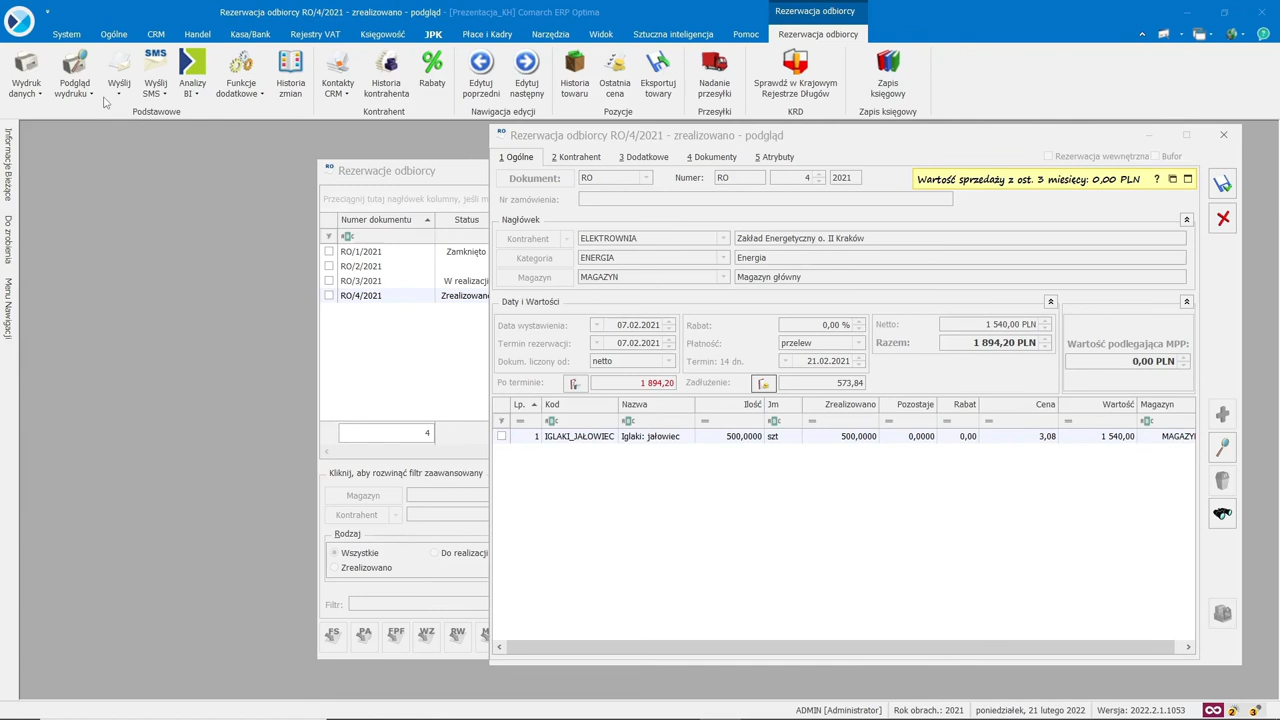 Rezerwacja odbiorcy RO/4/2021 - zrealizowano - podgląd - [Prezentacja_KH] Comarch ERP Optima
Rezerwacja odbiorcy
System Ogólne CRM Handel Kasa/Bank Rejestry VAT Księgowość JPK Płace i Kadry Narzędzia Widok Sztuczna inteligencja Pomoc Rezerwacja odbiorcy
Wydruk danych Podgląd wydruku Wyślij Wyślij SMS Analizy BI Funkcje dodatkowe Historia zmian Kontakty CRM Historia kontrahenta Rabaty Edytuj poprzedni Edytuj następny Historia towaru Ostatnia cena Eksportuj towary Nadanie przesyłki Sprawdź w Krajowym Rejestrze Długów Zapis księgowy
Podstawowe Kontrahent Nawigacja edycji Pozycje Przesyłki KRD Zapis księgowy
Informacje Bieżące
Do zrobienia
Menu Nawigacji
Rezerwacje odbiorcy
Przeciągnij tutaj nagłówek kolumny, jeśli m
Numer dokumentu Status
RO/1/2021 Zamknięto
RO/2/2021
RO/3/2021 W realizacji
RO/4/2021 Zrealizowano
4
Kliknij, aby rozwinąć filtr zaawansowany
Magazyn
Kontrahent
Rodzaj
Wszystkie Do realizacji
Zrealizowano
Filtr:
FS PA FPF WZ RW
Rezerwacja odbiorcy RO/4/2021 - zrealizowano - podgląd
1 Ogólne 2 Kontrahent 3 Dodatkowe 4 Dokumenty 5 Atrybuty Rezerwacja wewnętrzna Bufor
Dokument: RO Numer: RO 4 2021 Wartość sprzedaży z ost. 3 miesięcy: 0,00 PLN ?
Nr zamówienia:
Nagłówek
Kontrahent ELEKTROWNIA Zakład Energetyczny o. II Kraków
Kategoria ENERGIA Energia
Magazyn MAGAZYN Magazyn główny
Daty i Wartości
Data wystawienia: 07.02.2021 Rabat: 0,00 % Netto: 1 540,00 PLN
Termin rezerwacji: 07.02.2021 Płatność: przelew Razem: 1 894,20 PLN Wartość podlegająca MPP:
Dokum. liczony od: netto Termin: 14 dn. 21.02.2021 0,00 PLN
Po terminie: 1 894,20 Zadłużenie: 573,84
Lp. Kod Nazwa Ilość Jm Zrealizowano Pozostaje Rabat Cena Wartość Magazyn
1 IGLAKI_JAŁOWIEC Iglaki: jałowiec 500,0000 szt 500,0000 0,0000 0,00 3,08 1 540,00 MAGAZY
ADMIN [Administrator] Rok obrach.: 2021 poniedziałek, 21 lutego 2022 Wersja: 2022.2.1.1053 2 3